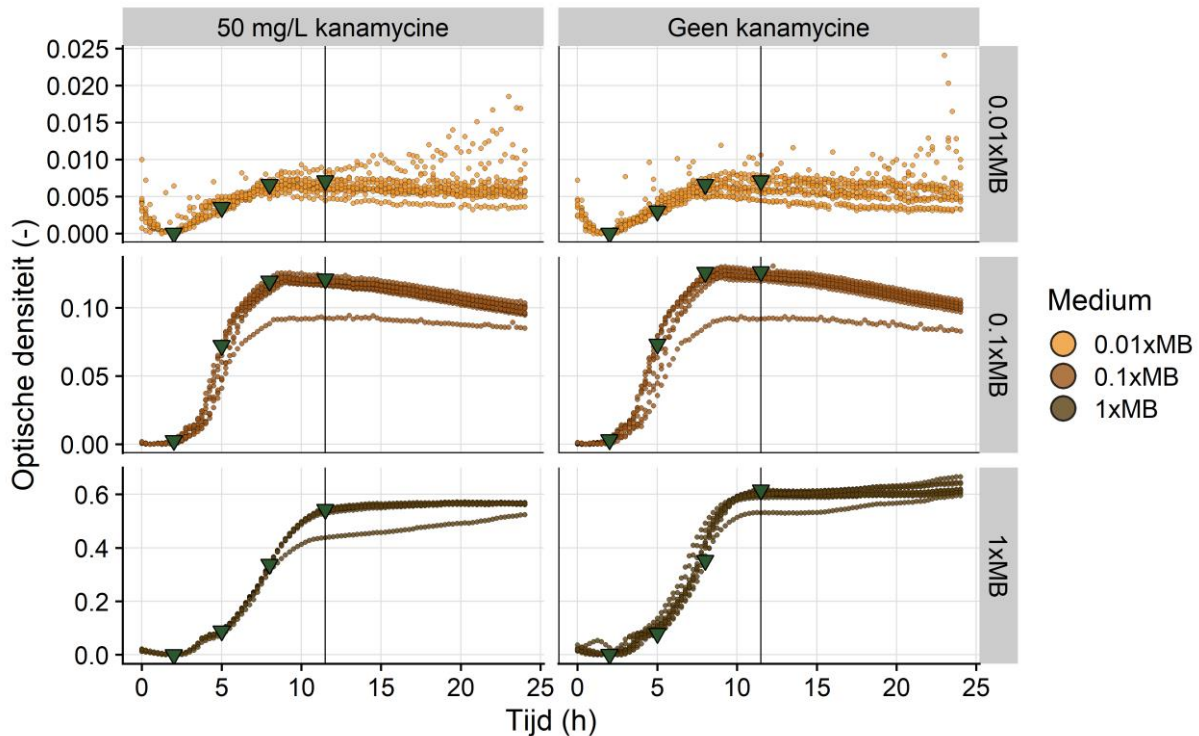 50 mg/L kanamycine
Geen kanamycine
0.025
0.020
0.015
0.010
0.005
0.000
0.01xMB
Optische densiteit (-)
0.10
0.05
0.00
0.1xMB
0.6
0.4
0.2
0.0
1xMB
0 5 10 15 20 25
0 5 10 15 20 25
Tijd (h)
Medium
0.01xMB
0.1xMB
1xMB